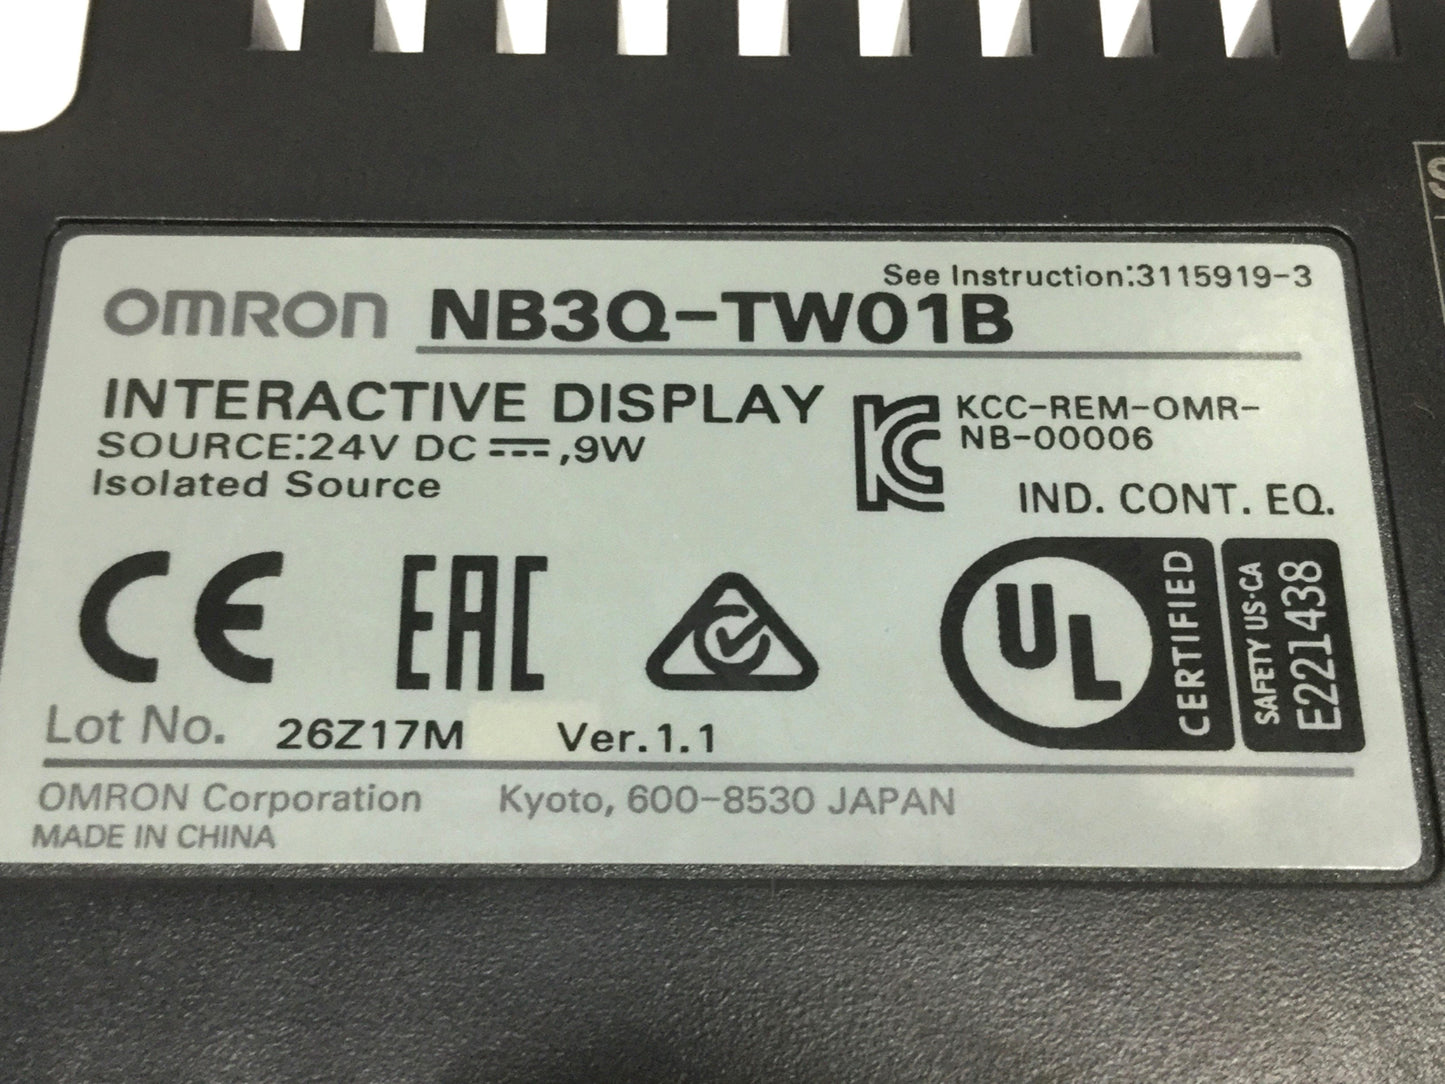 See Instruction:3115919-3
OMRON NB3Q-TW01B
INTERACTIVE DISPLAY
SOURCE:24V DC ⎓,9W
Isolated Source
KCC-REM-OMR-
NB-00006
IND. CONT. EQ.
CE EAC
UL
CERTIFIED
SAFETY US·CA
E221438
Lot No. 26Z17M Ver.1.1
OMRON Corporation Kyoto, 600-8530 JAPAN
MADE IN CHINA